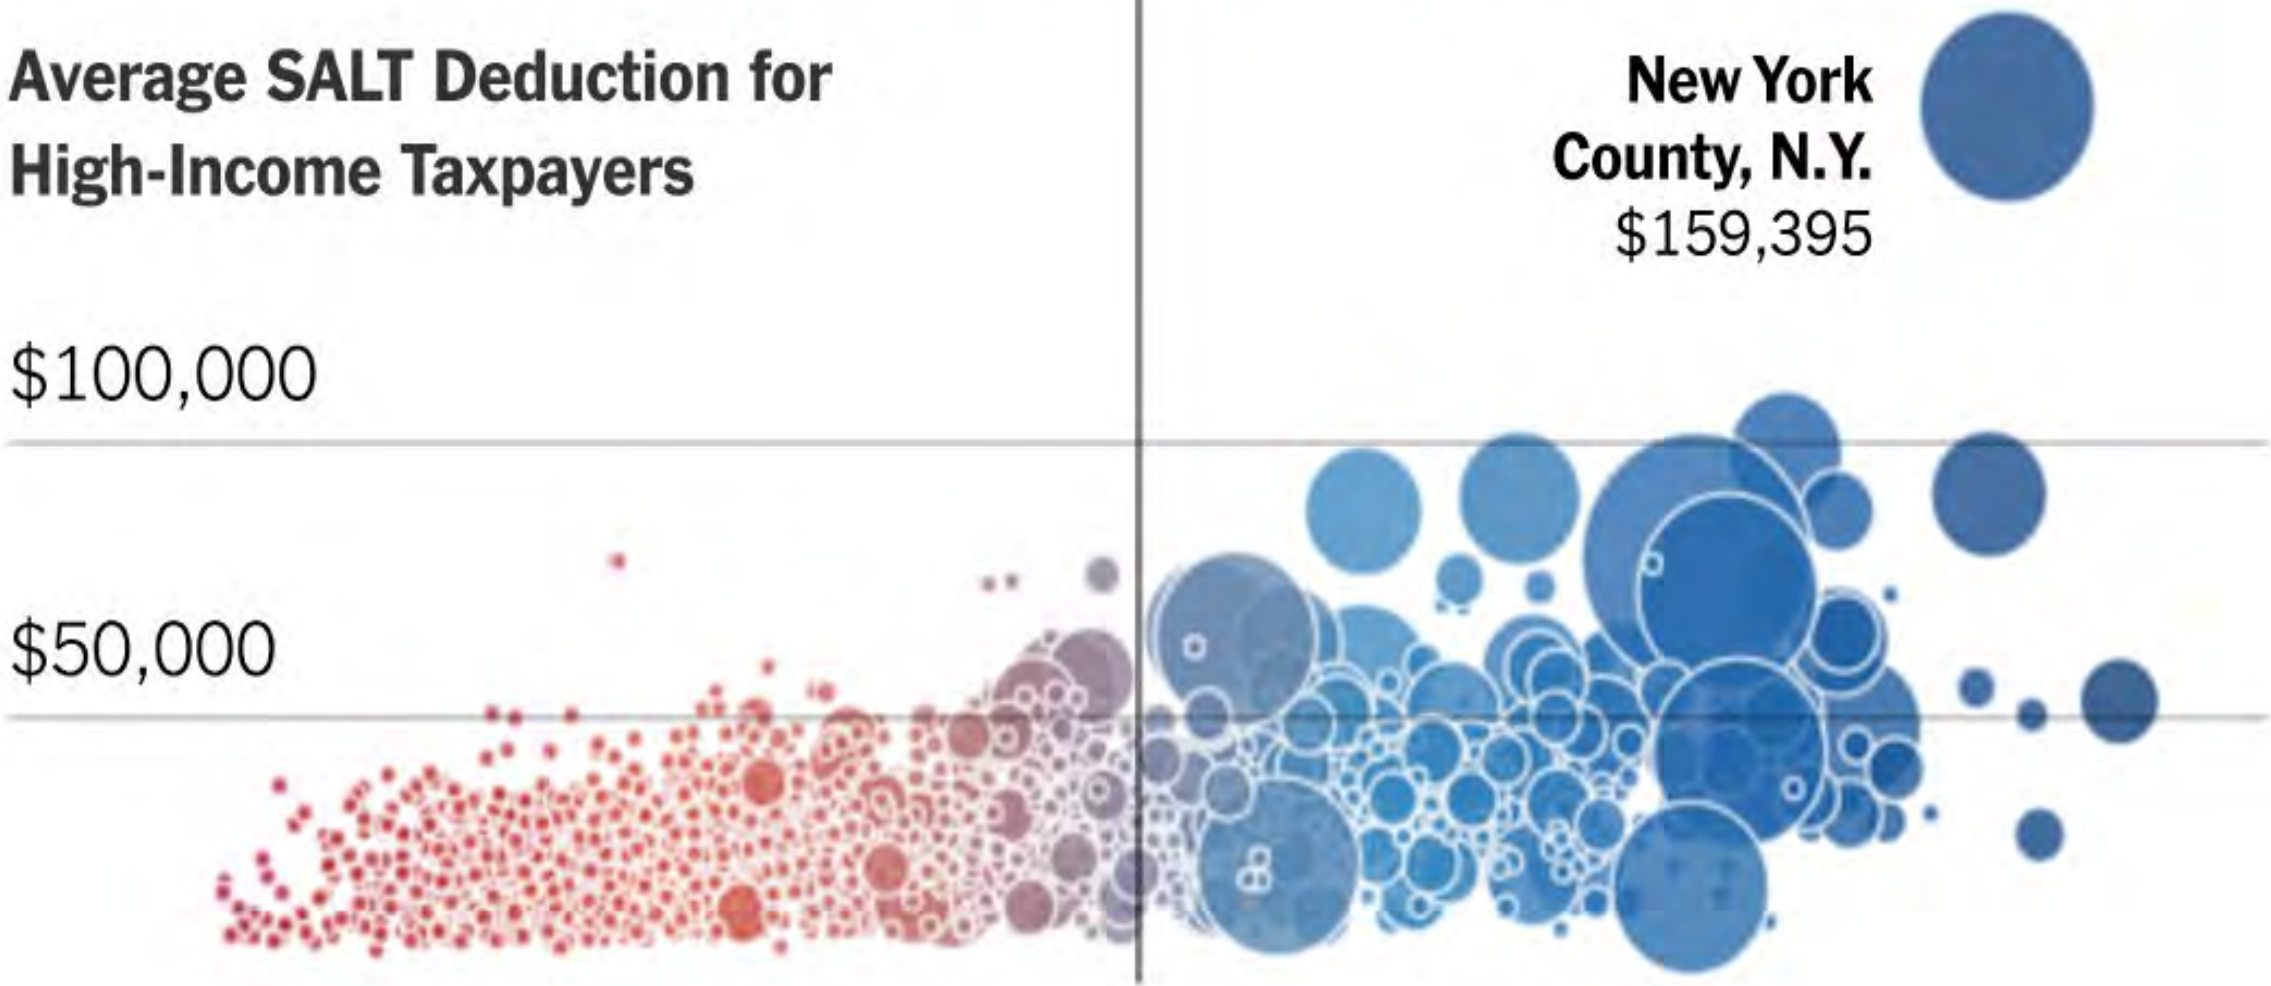 Average SALT Deduction for
High-Income Taxpayers
New York
County, N.Y.
$159,395
$100,000
$50,000